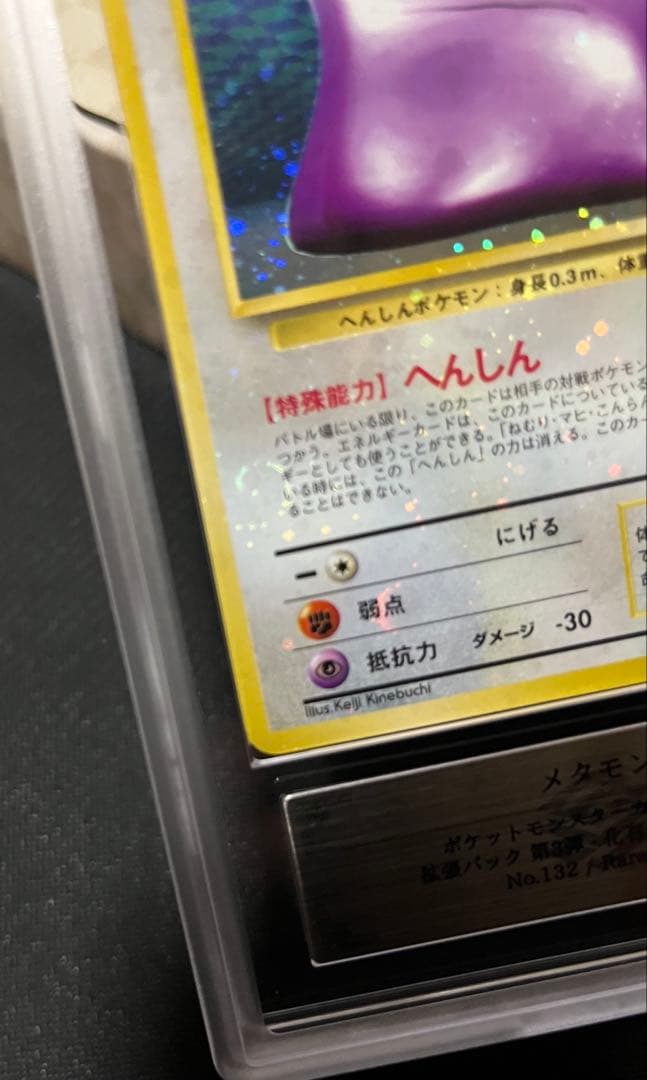 へんしんポケモン：身長0.3m、体重
【特殊能力】 へんしん
バトル場にいる限り、このカードは相手の対戦ポケモン
つかう。エネルギーカードは、このカードについている
ギーとしても使うことができる。「ねむり・マヒ・こんらん
いる時には、この「へんしん」の力は消える。このカー
ることはできない。
にげる
弱点
抵抗力 ダメージ -30
Illus.Keiji Kinebuchi
メタモン
ポケットモンスターカ
拡張パック 第3弾 化石
No.132 / Rare